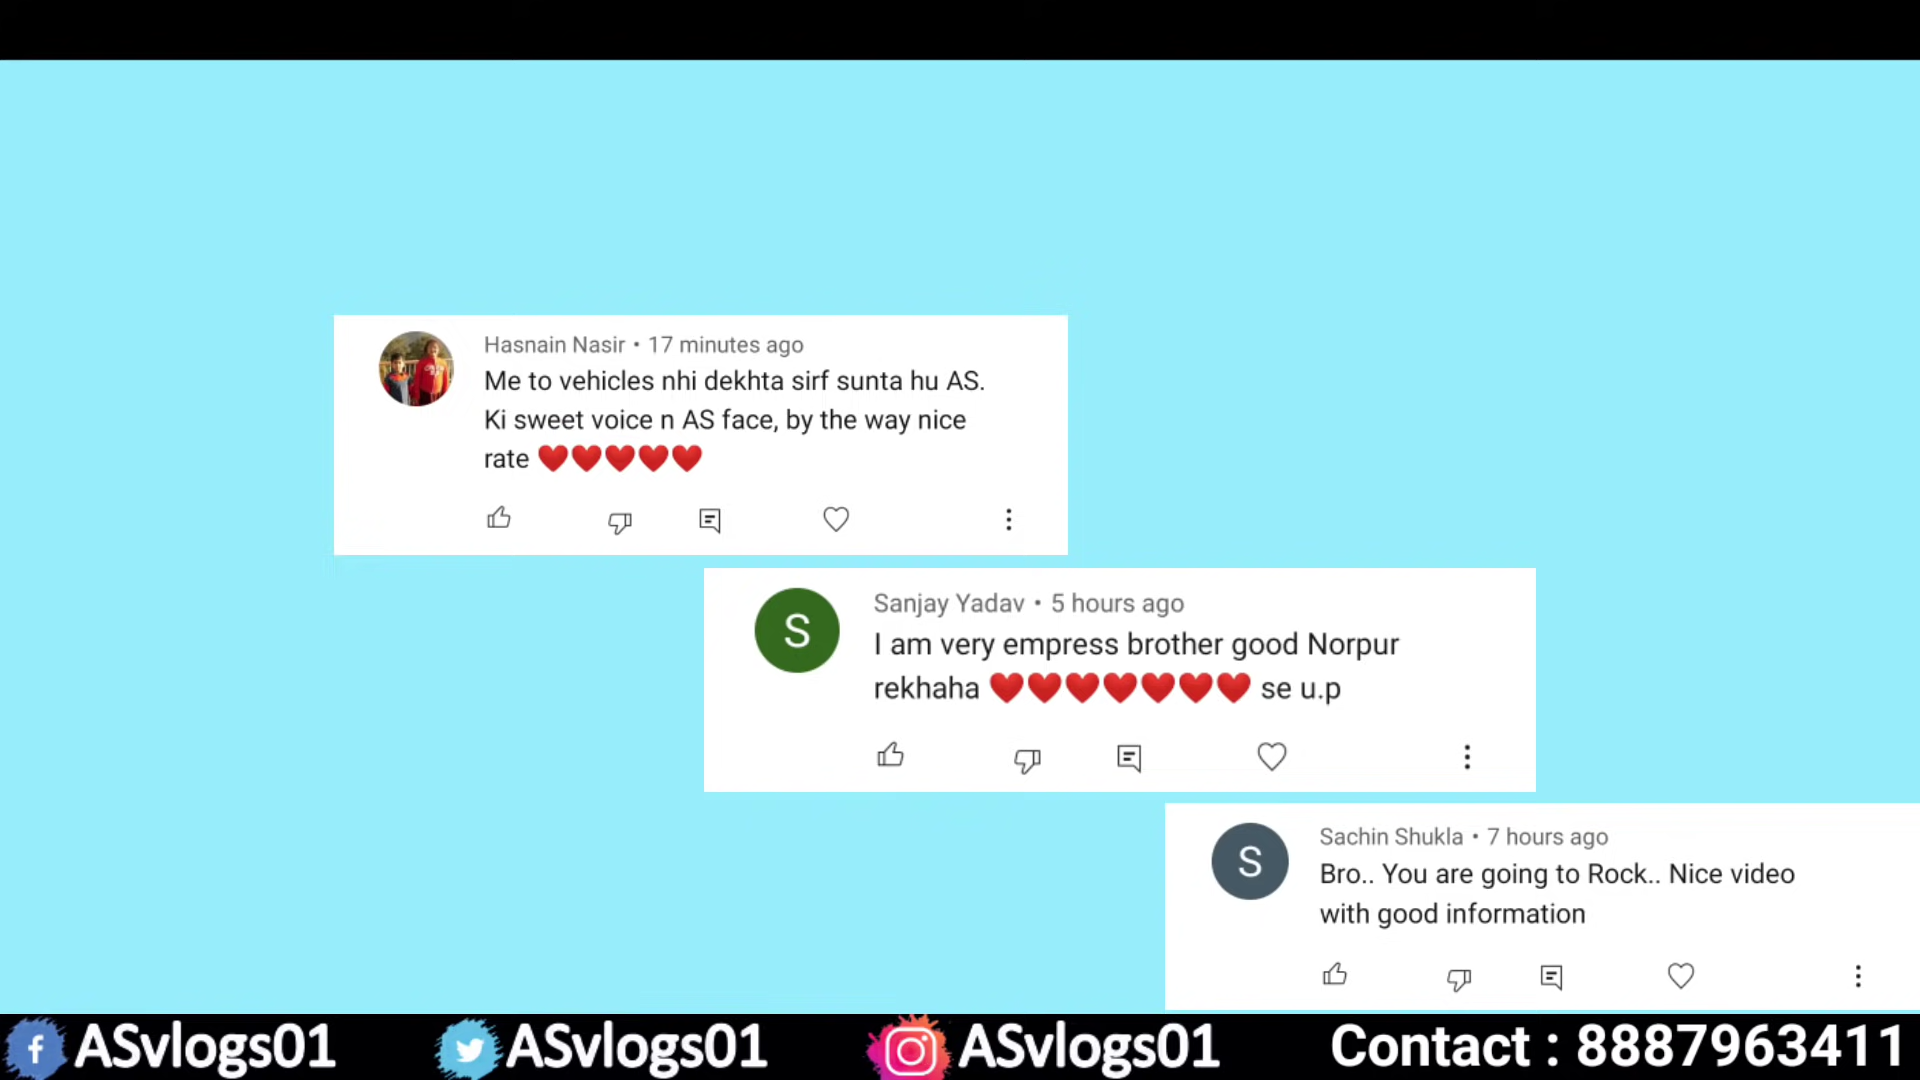 Hasnain Nasir • 17 minutes ago
Me to vehicles nhi dekhta sirf sunta hu AS.
Ki sweet voice n AS face, by the way nice
rate ❤️❤️❤️❤️❤️
S
Sanjay Yadav • 5 hours ago
I am very empress brother good Norpur
rekhaha ❤️❤️❤️❤️❤️❤️❤️ se u.p
S
Sachin Shukla • 7 hours ago
Bro.. You are going to Rock.. Nice video
with good information
ASvlogs01 ASvlogs01 ASvlogs01 Contact : 8887963411